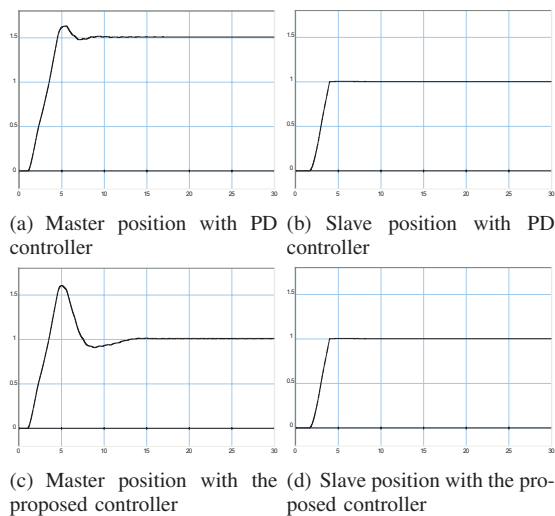 1.5
1
0.5
0
0 5 10 15 20 25 30
1.5
1
0.5
0
0 5 10 15 20 25 30
(a) Master position with PD
controller
(b) Slave position with PD
controller
1.5
1
0.5
0
0 5 10 15 20 25 30
1.5
1
0.5
0
0 5 10 15 20 25 30
(c) Master position with the
proposed controller
(d) Slave position with the pro-
posed controller